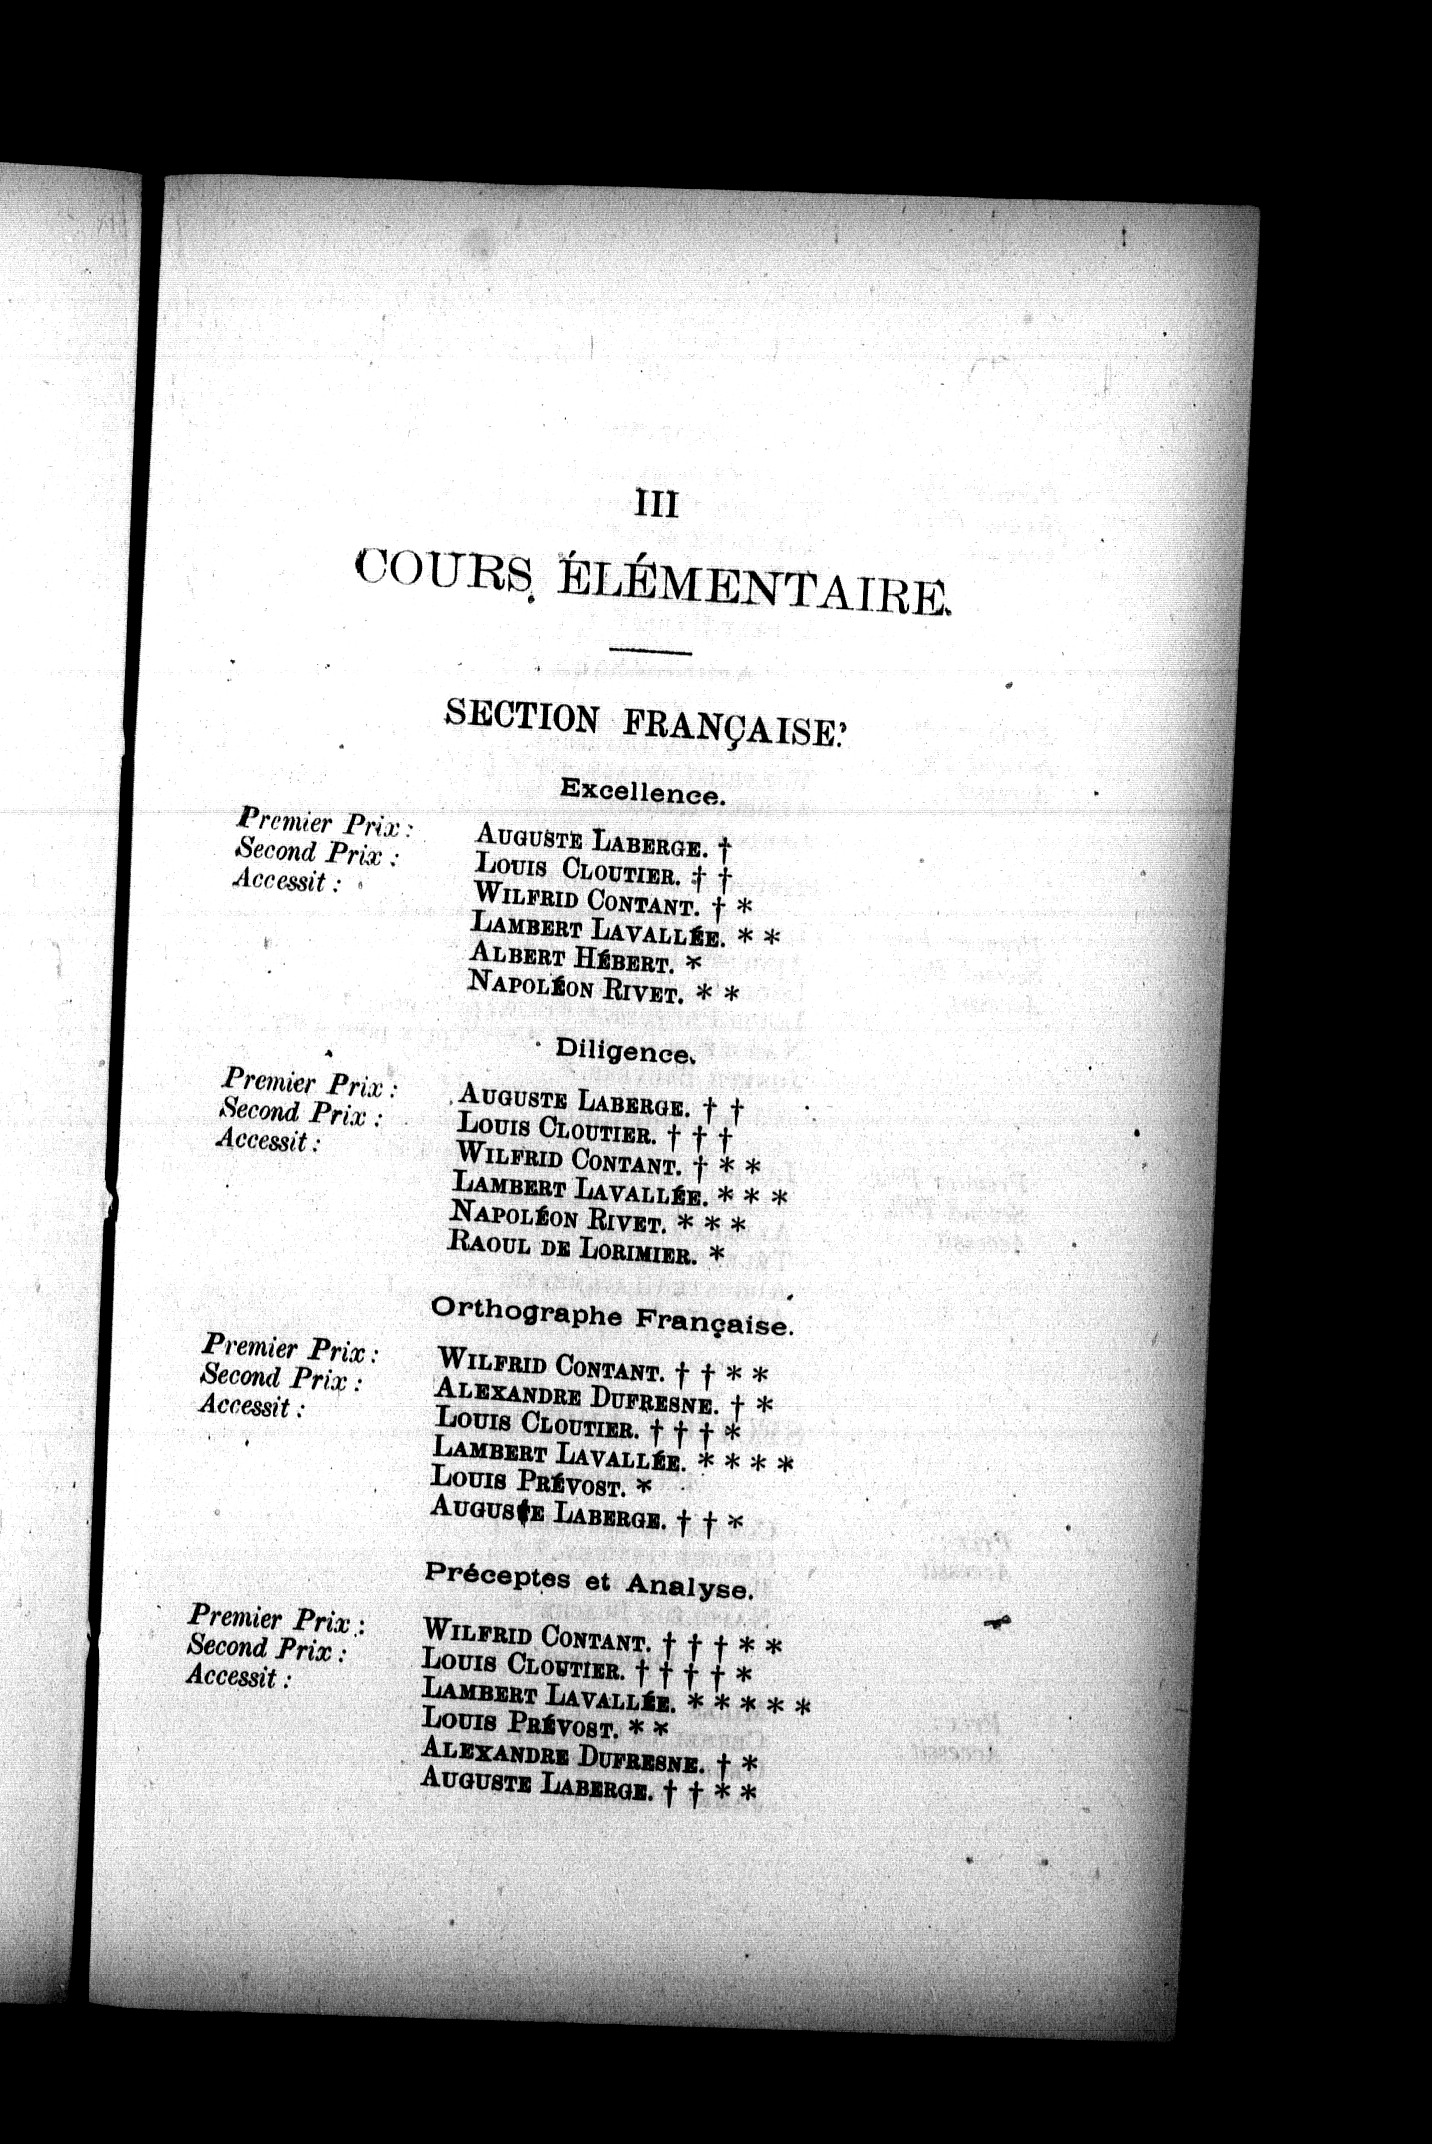 III
COURS ÉLÉMENTAIRE.
SECTION FRANÇAISE.
Excellence.
Premier Prix : AUGUSTE LABERGE. †
Second Prix : LOUIS CLOUTIER. † †
Accessit : WILFRID CONTANT. † *
LAMBERT LAVALLÉE. * *
ALBERT HÉBERT. *
NAPOLÉON RIVET. * *
Diligence.
Premier Prix : AUGUSTE LABERGE. † †
Second Prix : LOUIS CLOUTIER. † † †
Accessit : WILFRID CONTANT. † * *
LAMBERT LAVALLÉE. * * *
NAPOLÉON RIVET. * * *
RAOUL DE LORIMIER. *
Orthographe Française.
Premier Prix : WILFRID CONTANT. † † * *
Second Prix : ALEXANDRE DUFRESNE. † *
Accessit : LOUIS CLOUTIER. † † † *
LAMBERT LAVALLÉE. * * * *
LOUIS PRÉVOST. *
AUGUSTE LABERGE. † † *
Préceptes et Analyse.
Premier Prix : WILFRID CONTANT. † † † * *
Second Prix : LOUIS CLOUTIER. † † † † *
Accessit : LAMBERT LAVALLÉE. * * * * *
LOUIS PRÉVOST. * *
ALEXANDRE DUFRESNE. † *
AUGUSTE LABERGE. † † * *